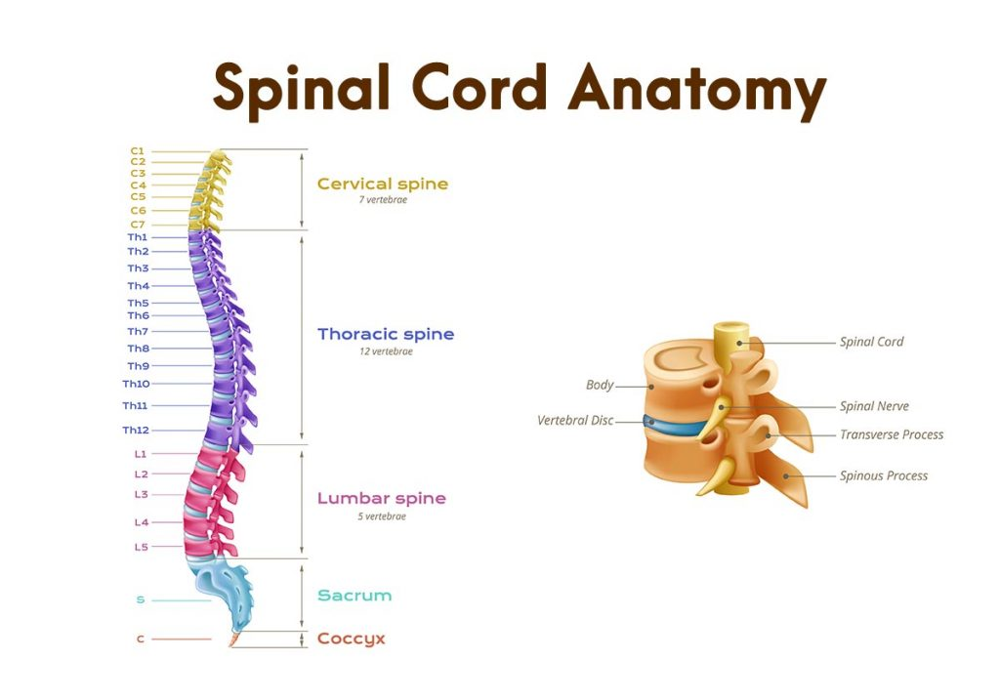 Spinal Cord Anatomy
C1
C2
C3
C4
C5
C6
C7
Th1
Th2
Th3
Th4
Th5
Th6
Th7
Th8
Th9
Th10
Th11
Th12
L1
L2
L3
L4
L5
S
C
Cervical spine
7 vertebrae
Thoracic spine
12 vertebrae
Lumbar spine
5 vertebrae
Sacrum
Coccyx
Body
Vertebral Disc
Spinal Cord
Spinal Nerve
Transverse Process
Spinous Process